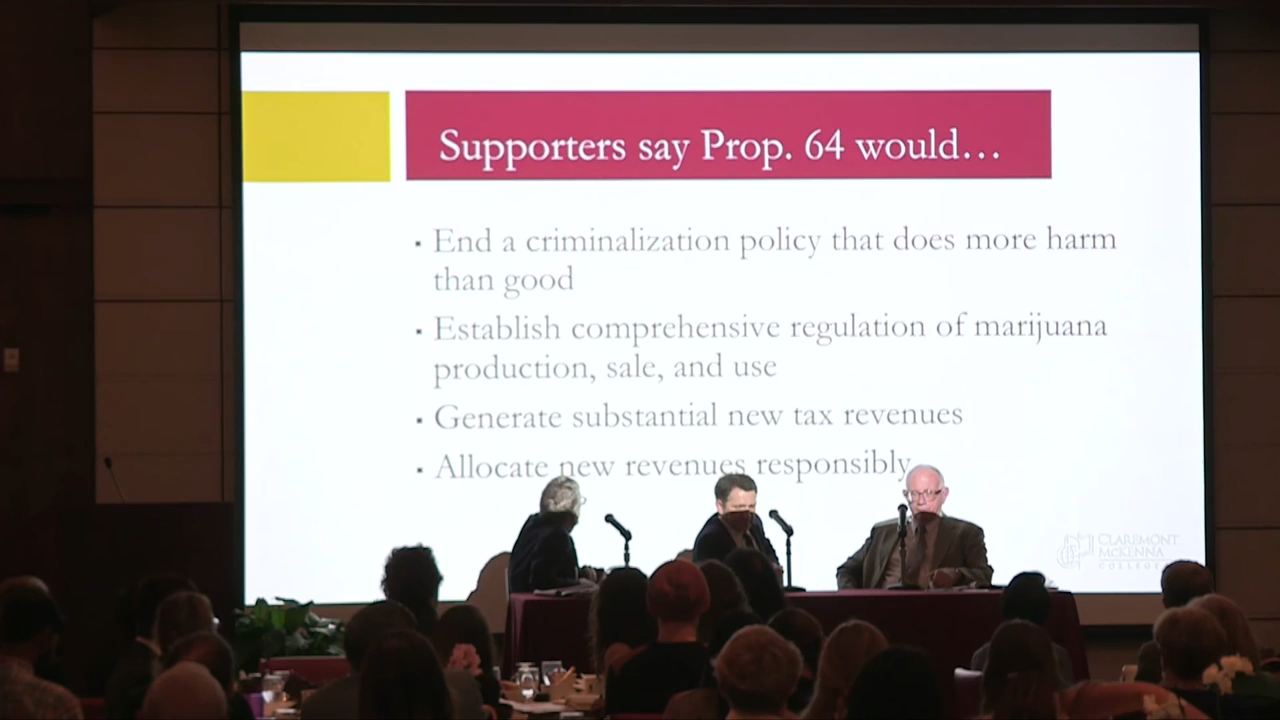 Supporters say Prop. 64 would…
▪ End a criminalization policy that does more harm
than good
▪ Establish comprehensive regulation of marijuana
production, sale, and use
▪ Generate substantial new tax revenues
▪ Allocate new revenues responsibly
CLAREMONT
MCKENNA
COLLEGE